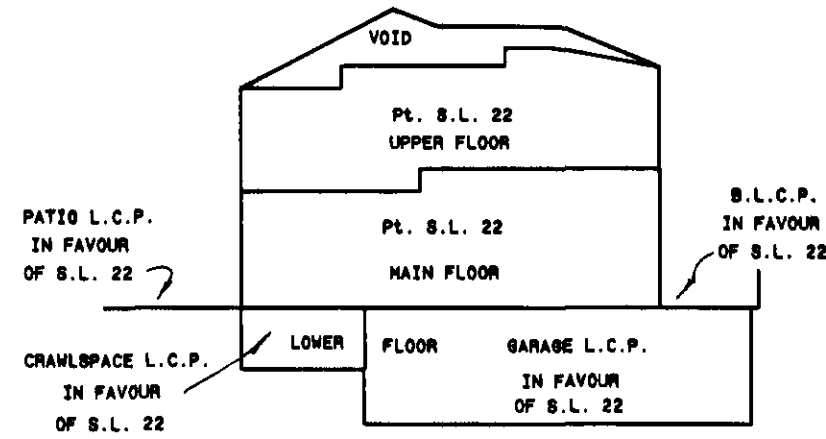 VOID
Pt. S.L. 22
UPPER FLOOR
PATIO L.C.P.
IN FAVOUR
OF S.L. 22
Pt. S.L. 22
MAIN FLOOR
B.L.C.P.
IN FAVOUR
OF S.L. 22
CRAWLSPACE L.C.P.
IN FAVOUR
OF S.L. 22
LOWER FLOOR
GARAGE L.C.P.
IN FAVOUR
OF S.L. 22